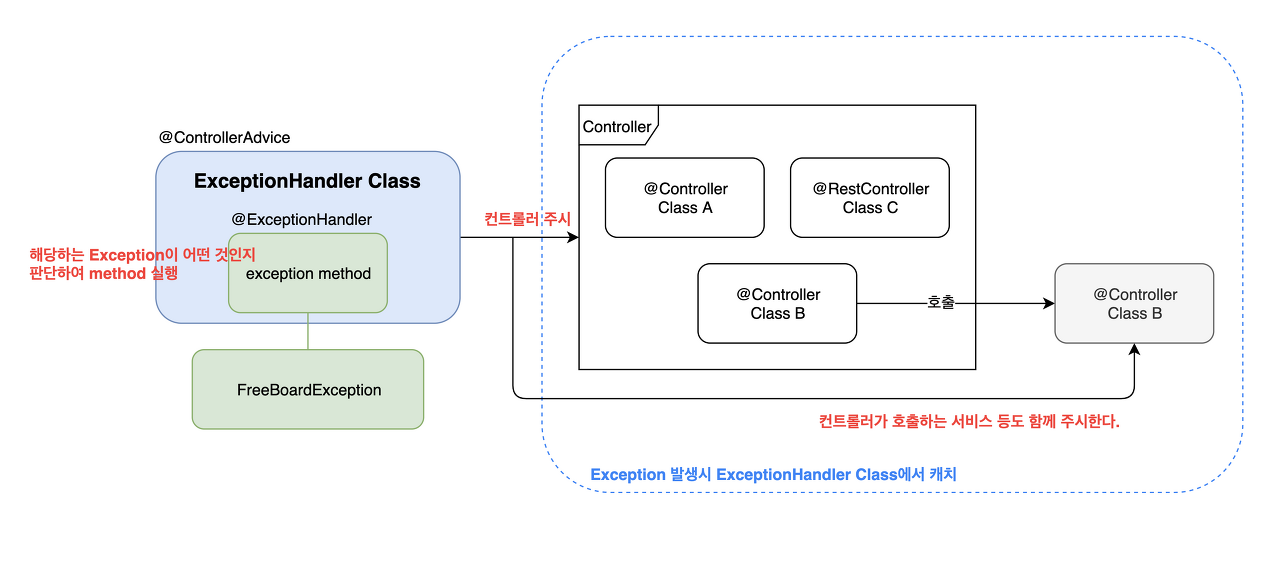 @ControllerAdvice
ExceptionHandler Class
@ExceptionHandler
해당하는 Exception이 어떤 것인지
판단하여 method 실행
exception method
FreeBoardException
컨트롤러 주시
Controller
@Controller
Class A
@RestController
Class C
@Controller
Class B
호출
@Controller
Class B
컨트롤러가 호출하는 서비스 등도 함께 주시한다.
Exception 발생시 ExceptionHandler Class에서 캐치